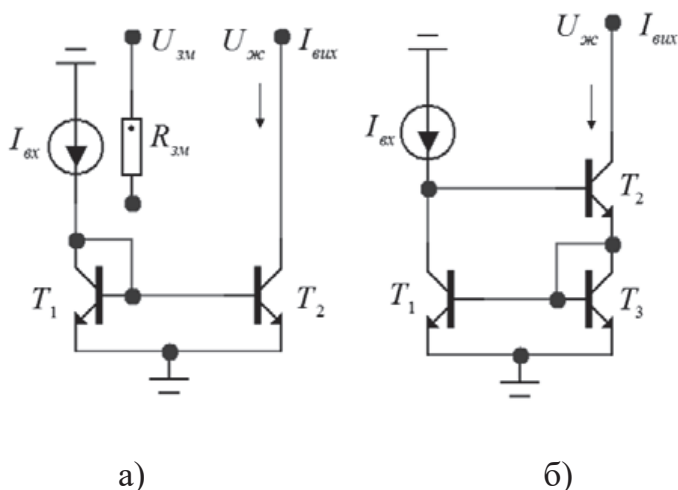 U_зм U_ж I_вих
I_вх R_зм
T_1 T_2
а)
U_ж I_вих
I_вх
T_2
T_1 T_3
б)